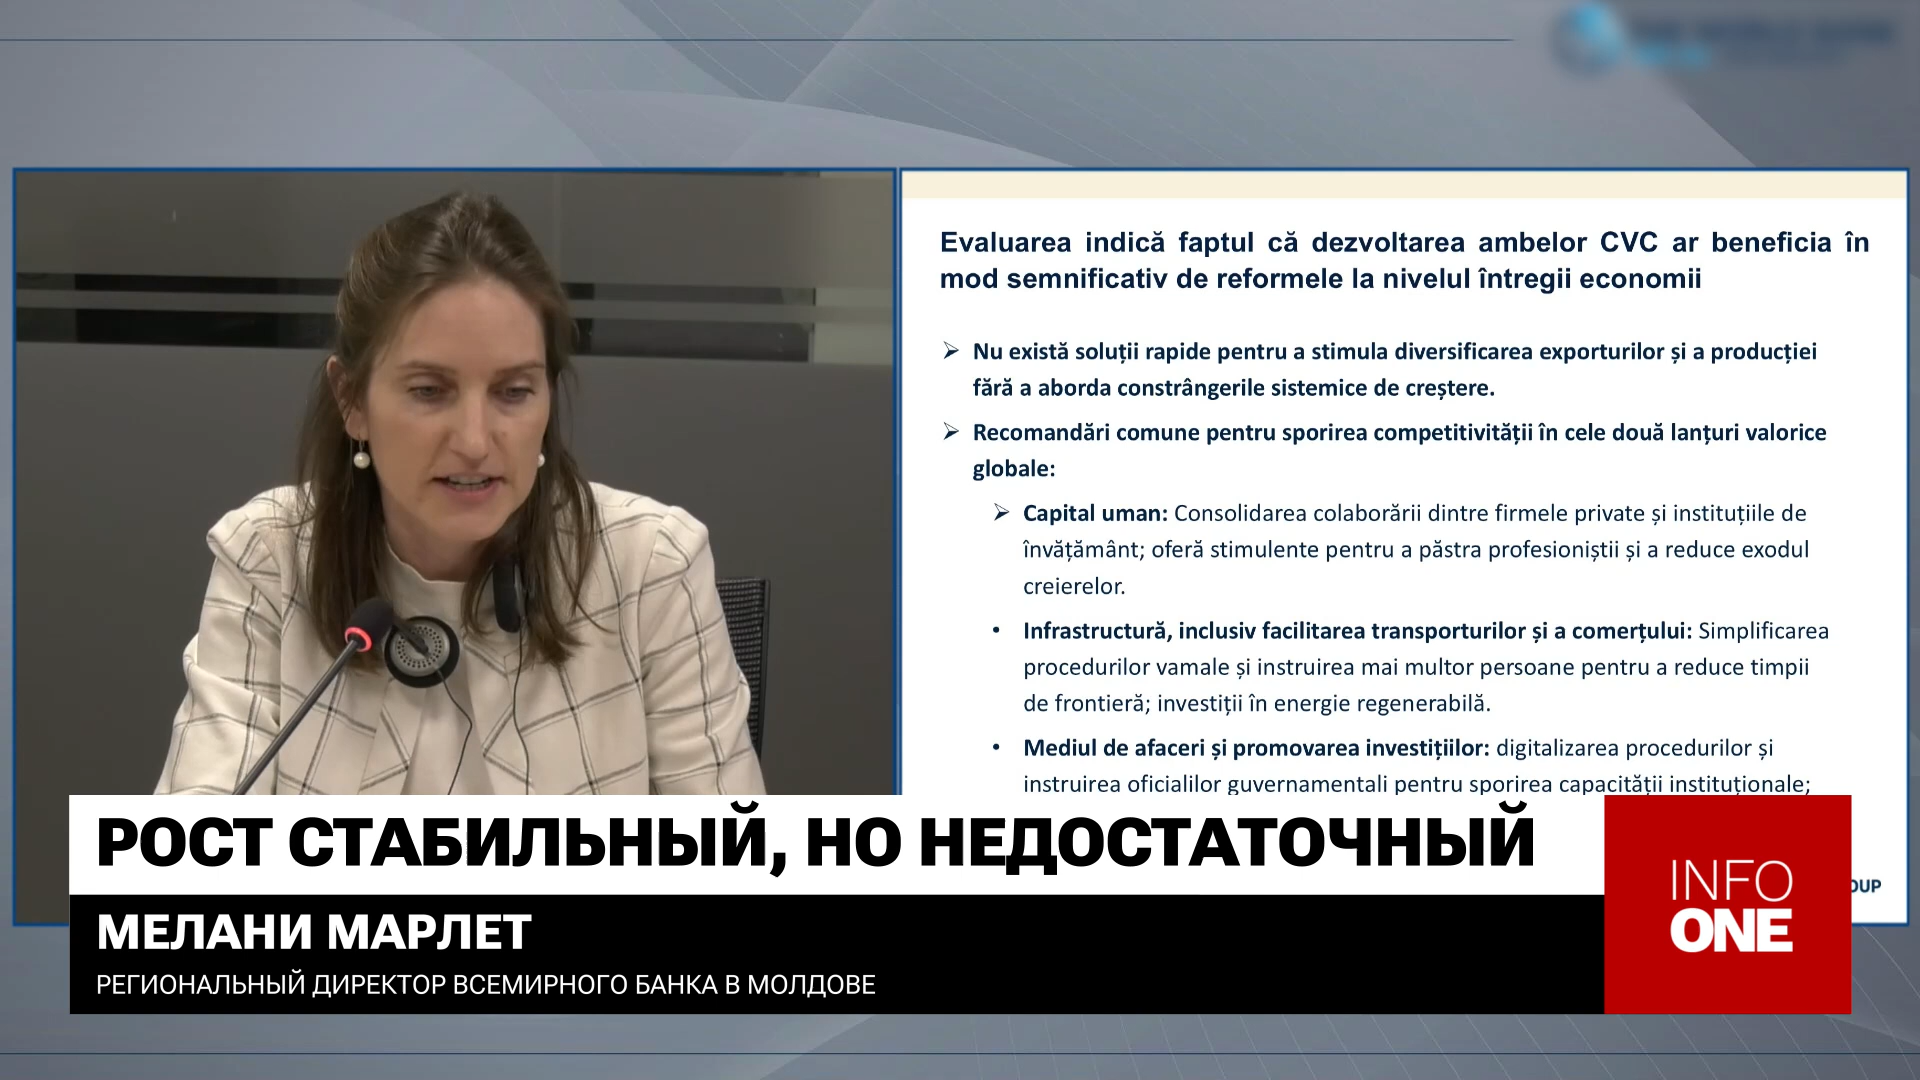 Evaluarea indică faptul că dezvoltarea ambelor CVC ar beneficia în
mod semnificativ de reformele la nivelul întregii economii
Nu există soluții rapide pentru a stimula diversificarea exporturilor și a producției
fără a aborda constrângerile sistemice de creștere.
Recomandări comune pentru sporirea competitivității în cele două lanțuri valorice
globale:
Capital uman: Consolidarea colaborării dintre firmele private și instituțiile de
învățământ; oferă stimulente pentru a păstra profesioniștii și a reduce exodul
creierelor.
• Infrastructură, inclusiv facilitarea transporturilor și a comerțului: Simplificarea
procedurilor vamale și instruirea mai multor persoane pentru a reduce timpii
de frontieră; investiții în energie regenerabilă.
• Mediul de afaceri și promovarea investițiilor: digitalizarea procedurilor și
instruirea oficialilor guvernamentali pentru sporirea capacității instituționale;
РОСТ СТАБИЛЬНЫЙ, НО НЕДОСТАТОЧНЫЙ
МЕЛАНИ МАРЛЕТ
РЕГИОНАЛЬНЫЙ ДИРЕКТОР ВСЕМИРНОГО БАНКА В МОЛДОВЕ
INFO
ONE